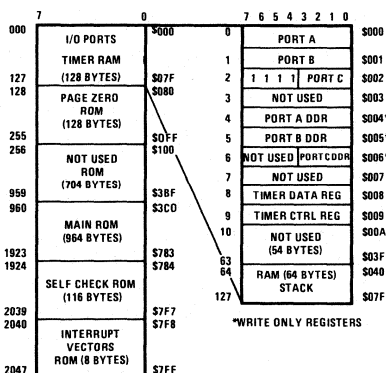 7 0
000 $000
I/O PORTS
TIMER RAM
(128 BYTES)
127 $07F
128 $080
PAGE ZERO
ROM
(128 BYTES)
255 $0FF
256 $100
NOT USED
ROM
(704 BYTES)
959 $3BF
960 $3C0
MAIN ROM
(964 BYTES)
1923 $783
1924 $784
SELF CHECK ROM
(116 BYTES)
2039 $7F7
2040 $7F8
INTERRUPT
VECTORS
ROM (8 BYTES)
2047 $7FF
7 6 5 4 3 2 1 0
0 PORT A $000
1 PORT B $001
2 1 1 1 1 PORT C $002
3 NOT USED $003
4 PORT A DDR $004*
5 PORT B DDR $005*
6 NOT USED PORT C DDR $006*
7 NOT USED $007
8 TIMER DATA REG $008
9 TIMER CTRL REG $009
10 $00A
NOT USED
(54 BYTES)
63 $03F
64 $040
RAM (64 BYTES)
STACK
127 $07F
*WRITE ONLY REGISTERS